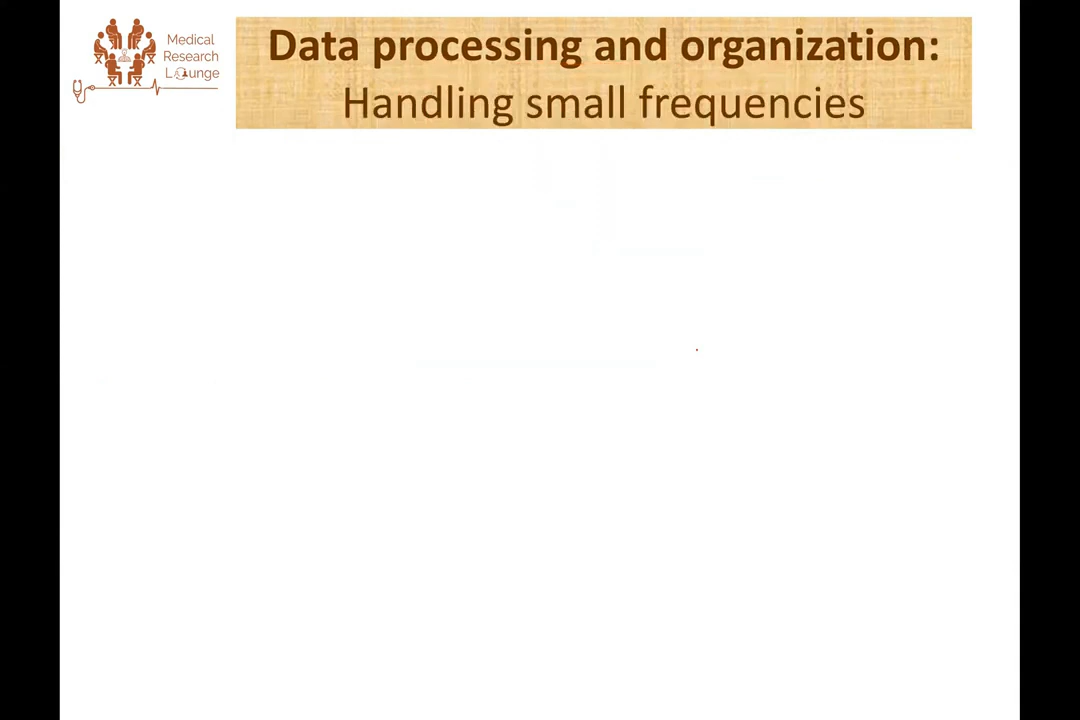 Medical
Research
Lounge
Data processing and organization:
Handling small frequencies